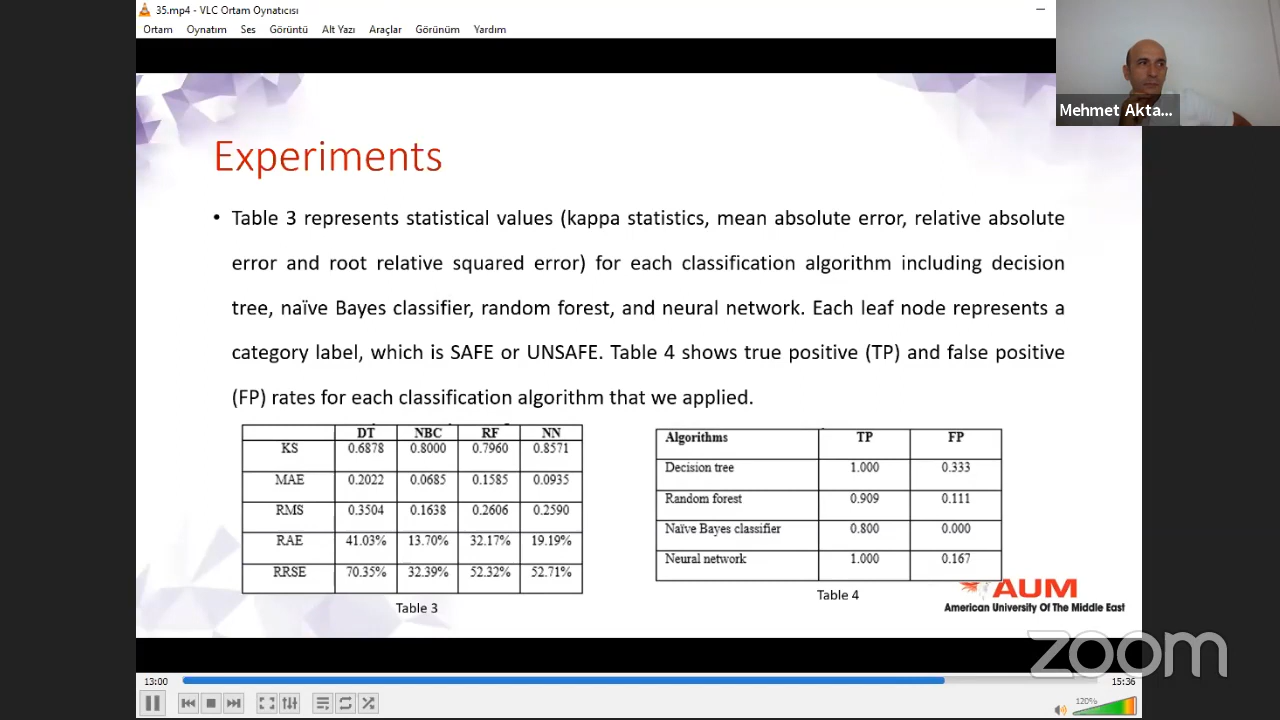 35.mp4 - VLC Ortam Oynatıcısı
Ortam Oynatım Ses Görüntü Alt Yazı Araçlar Görünüm Yardım
Mehmet Akta...
Experiments
• Table 3 represents statistical values (kappa statistics, mean absolute error, relative absolute
error and root relative squared error) for each classification algorithm including decision
tree, naïve Bayes classifier, random forest, and neural network. Each leaf node represents a
category label, which is SAFE or UNSAFE. Table 4 shows true positive (TP) and false positive
(FP) rates for each classification algorithm that we applied.
DT NBC RF NN
KS 0.6878 0.8000 0.7960 0.8571
MAE 0.2022 0.0685 0.1585 0.0935
RMS 0.3504 0.1638 0.2606 0.2590
RAE 41.03% 13.70% 32.17% 19.19%
RRSE 70.35% 32.39% 52.32% 52.71%
Table 3
Algorithms TP FP
Decision tree 1.000 0.333
Random forest 0.909 0.111
Naïve Bayes classifier 0.800 0.000
Neural network 1.000 0.167
Table 4
AUM
American University Of The Middle East
zoom
13:00 15:36
120%